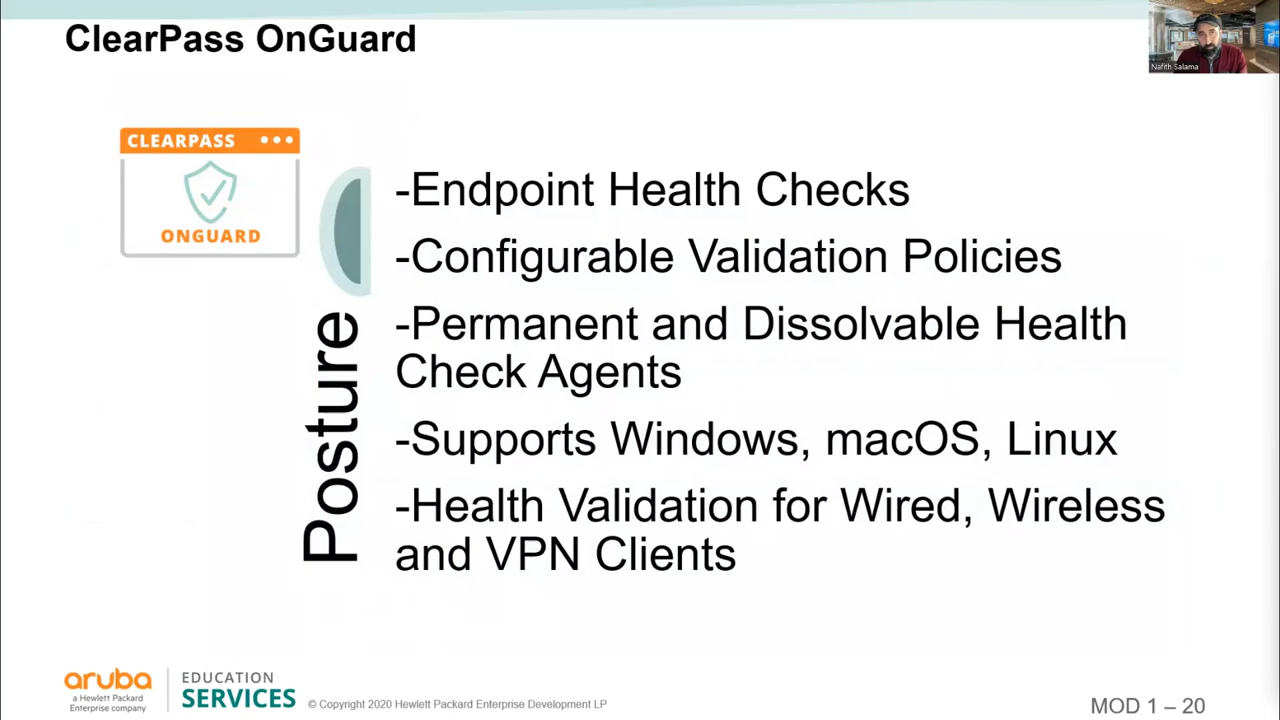 ClearPass OnGuard
Nafith Salama
CLEARPASS
ONGUARD
Posture
-Endpoint Health Checks
-Configurable Validation Policies
-Permanent and Dissolvable Health
Check Agents
-Supports Windows, macOS, Linux
-Health Validation for Wired, Wireless
and VPN Clients
aruba
a Hewlett Packard
Enterprise company
EDUCATION
SERVICES
© Copyright 2020 Hewlett Packard Enterprise Development LP
MOD 1 – 20